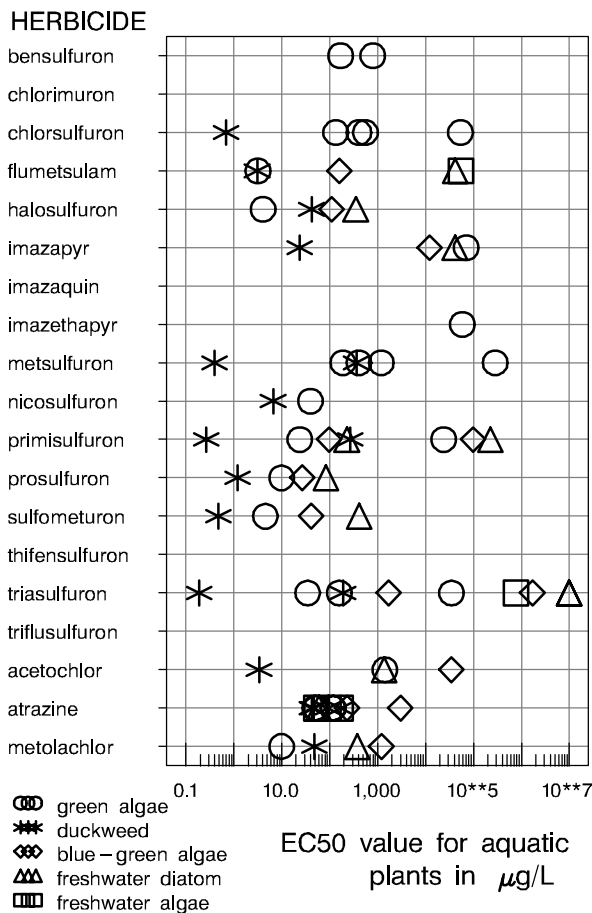 HERBICIDE
bensulfuron
chlorimuron
chlorsulfuron
flumetsulam
halosulfuron
imazapyr
imazaquin
imazethapyr
metsulfuron
nicosulfuron
primisulfuron
prosulfuron
sulfometuron
thifensulfuron
triasulfuron
triflusulfuron
acetochlor
atrazine
metolachlor
0.1 10.0 1,000 10**5 10**7
green algae
duckweed
blue-green algae
freshwater diatom
freshwater algae
EC50 value for aquatic
plants in μg/L